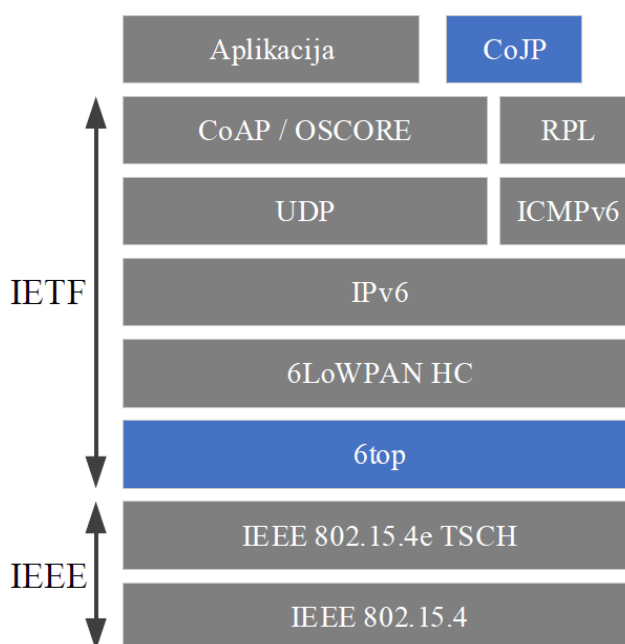 Aplikacija
CoJP
CoAP / OSCORE
RPL
UDP
ICMPv6
IETF
IPv6
6LoWPAN HC
6top
IEEE 802.15.4e TSCH
IEEE
IEEE 802.15.4